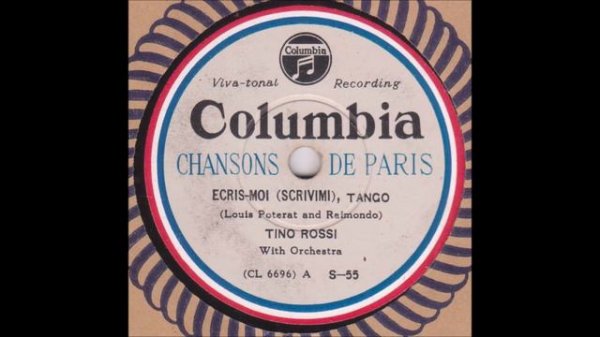 Columbia
Viva-tonal Recording
Columbia
CHANSONS DE PARIS
ECRIS-MOI (SCRIVIMI), TANGO
(Louis Poterat and Reimondo)
TINO ROSSI
With Orchestra
(CL 6696) A S-55